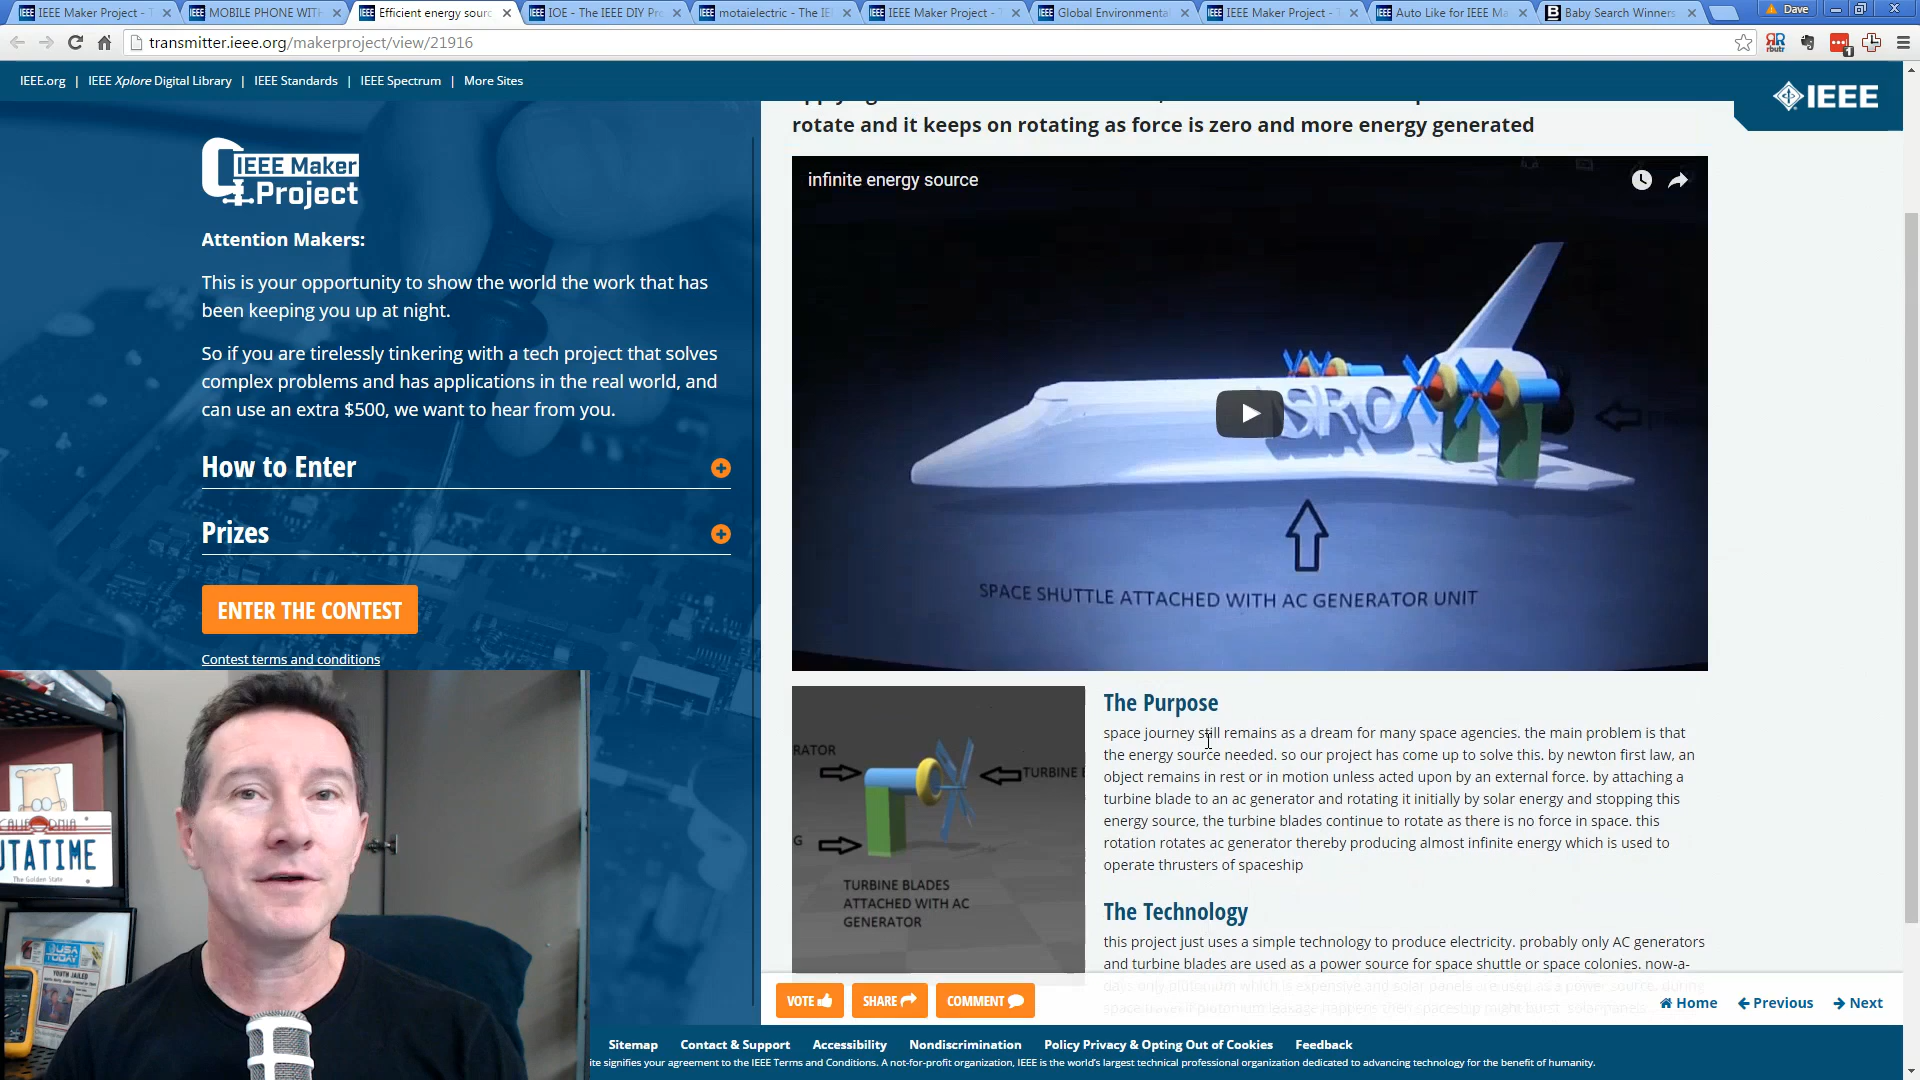 IEEE Maker Project - T
MOBILE PHONE WITH
Efficient energy sourc
IOE - The IEEE DIY Pro
motaielectric - The IE
IEEE Maker Project - T
Global Environmental
IEEE Maker Project - T
Auto Like for IEEE Ma
Baby Search Winners
Dave
transmitter.ieee.org/makerproject/view/21916
IEEE.org | IEEE Xplore Digital Library | IEEE Standards | IEEE Spectrum | More Sites
IEEE
IEEE Maker
Project
Attention Makers:
This is your opportunity to show the world the work that has
been keeping you up at night.
So if you are tirelessly tinkering with a tech project that solves
complex problems and has applications in the real world, and
can use an extra $500, we want to hear from you.
How to Enter
Prizes
ENTER THE CONTEST
Contest terms and conditions
rotate and it keeps on rotating as force is zero and more energy generated
infinite energy source
SRO
SPACE SHUTTLE ATTACHED WITH AC GENERATOR UNIT
RATOR
TURBINE B
G
TURBINE BLADES
ATTACHED WITH AC
GENERATOR
The Purpose
space journey still remains as a dream for many space agencies. the main problem is that
the energy source needed. so our project has come up to solve this. by newton first law, an
object remains in rest or in motion unless acted upon by an external force. by attaching a
turbine blade to an ac generator and rotating it initially by solar energy and stopping this
energy source, the turbine blades continue to rotate as there is no force in space. this
rotation rotates ac generator thereby producing almost infinite energy which is used to
operate thrusters of spaceship
The Technology
this project just uses a simple technology to produce electricity. probably only AC generators
and turbine blades are used as a power source for space shuttle or space colonies. now-a-
days only plutonium which is expensive and solar panels are used as a power source. during
space travel if plutonium leakage happens then spaceship might burst. solar panels
VOTE
SHARE
COMMENT
Home
Previous
Next
Sitemap Contact & Support Accessibility Nondiscrimination Policy Privacy & Opting Out of Cookies Feedback
ite signifies your agreement to the IEEE Terms and Conditions. A not-for-profit organization, IEEE is the world's largest technical professional organization dedicated to advancing technology for the benefit of humanity.
CALIFORNIA
UTATIME
The Golden State
USA
TODAY
YOUTH JAILED